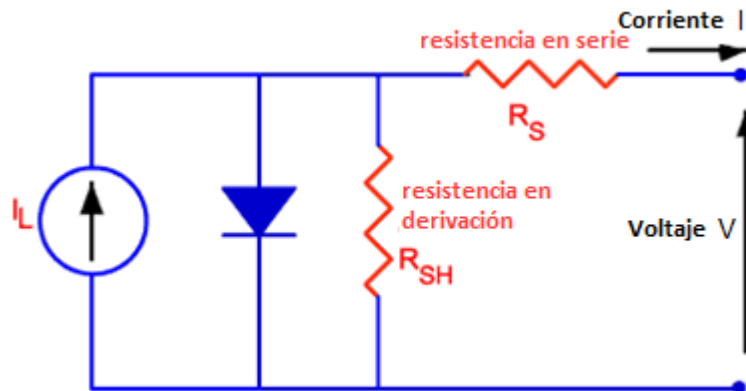 Corriente I
resistencia en serie
R_S
I_L
resistencia en
derivación
R_SH
Voltaje V